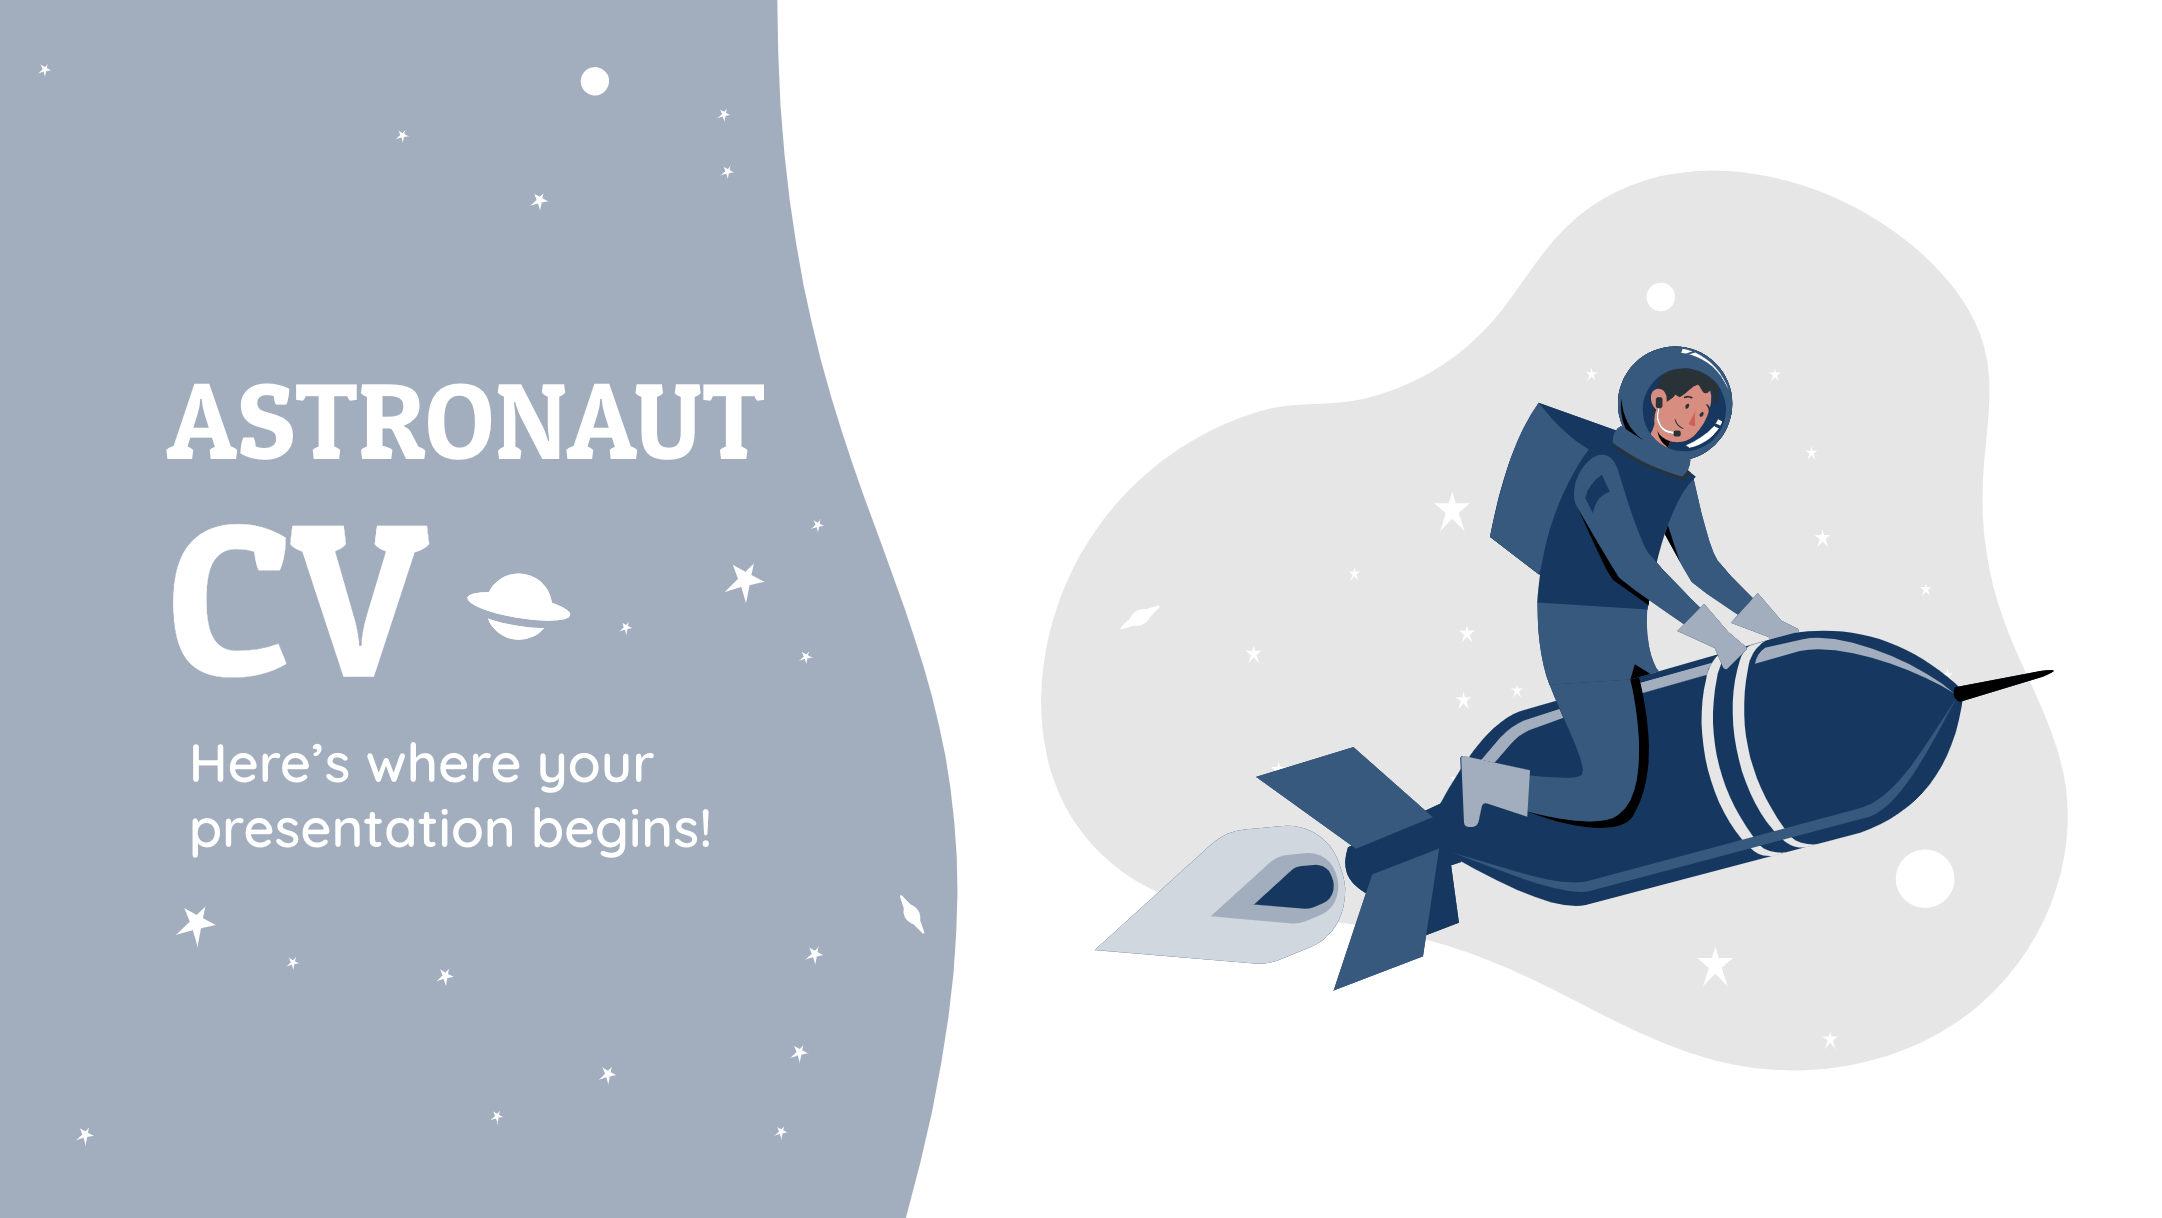 ASTRONAUT
CV
Here’s where your
presentation begins!